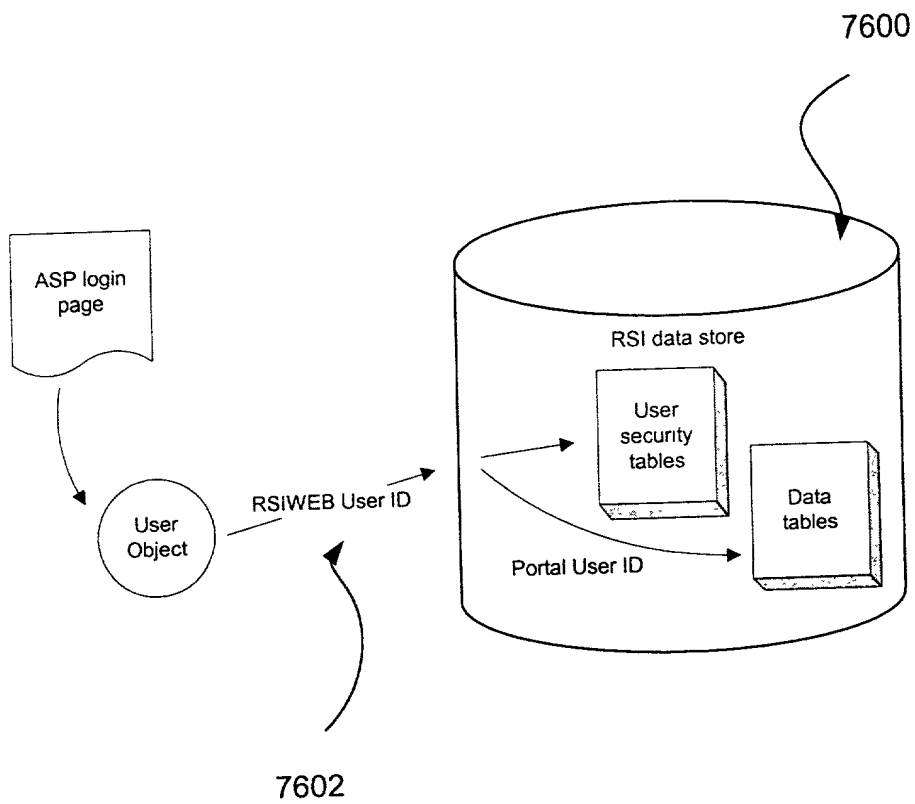 7600
ASP login
page
RSI data store
User
security
tables
Data
tables
User
Object
RSIWEB User ID
Portal User ID
7602